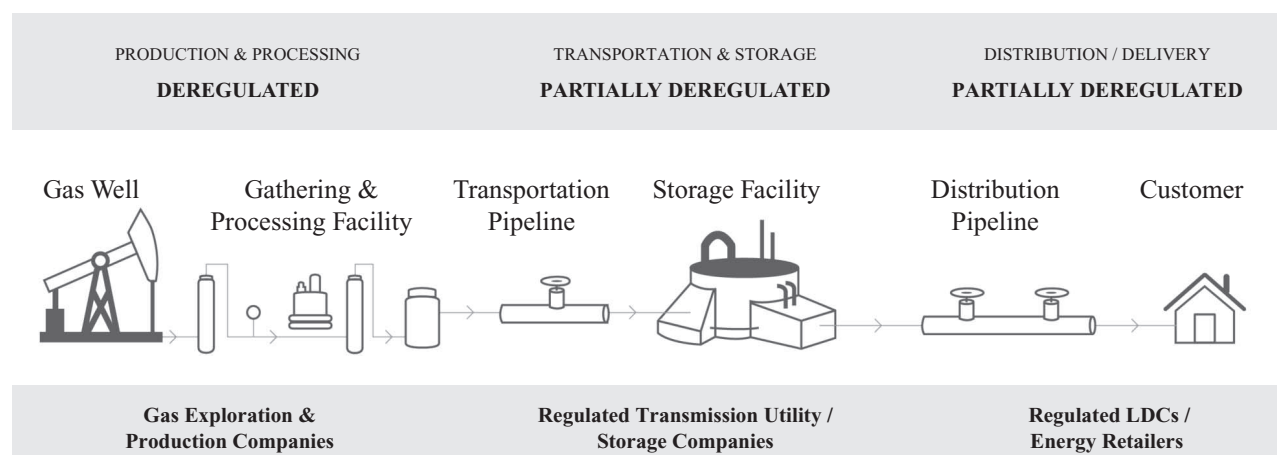 PRODUCTION & PROCESSING
DEREGULATED
TRANSPORTATION & STORAGE
PARTIALLY DEREGULATED
DISTRIBUTION / DELIVERY
PARTIALLY DEREGULATED
Gas Well
Gathering &
Processing Facility
Transportation
Pipeline
Storage Facility
Distribution
Pipeline
Customer
Gas Exploration &
Production Companies
Regulated Transmission Utility /
Storage Companies
Regulated LDCs /
Energy Retailers